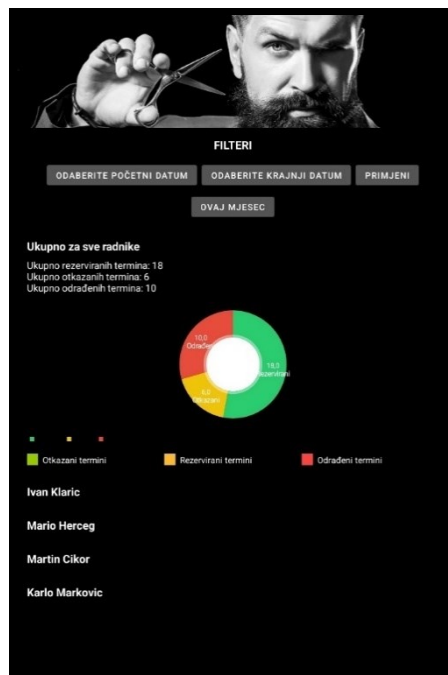 FILTERI
ODABERITE POČETNI DATUM ODABERITE KRAJNJI DATUM PRIMJENI
OVAJ MJESEC
Ukupno za sve radnike
Ukupno rezerviranih termina: 18
Ukupno otkazanih termina: 6
Ukupno odrađenih termina: 10
10,0
Odrađeni
18,0
Rezervirani
6,0
Otkazani
Otkazani termini Rezervirani termini Odrađeni termini
Ivan Klaric
Mario Herceg
Martin Cikor
Karlo Markovic